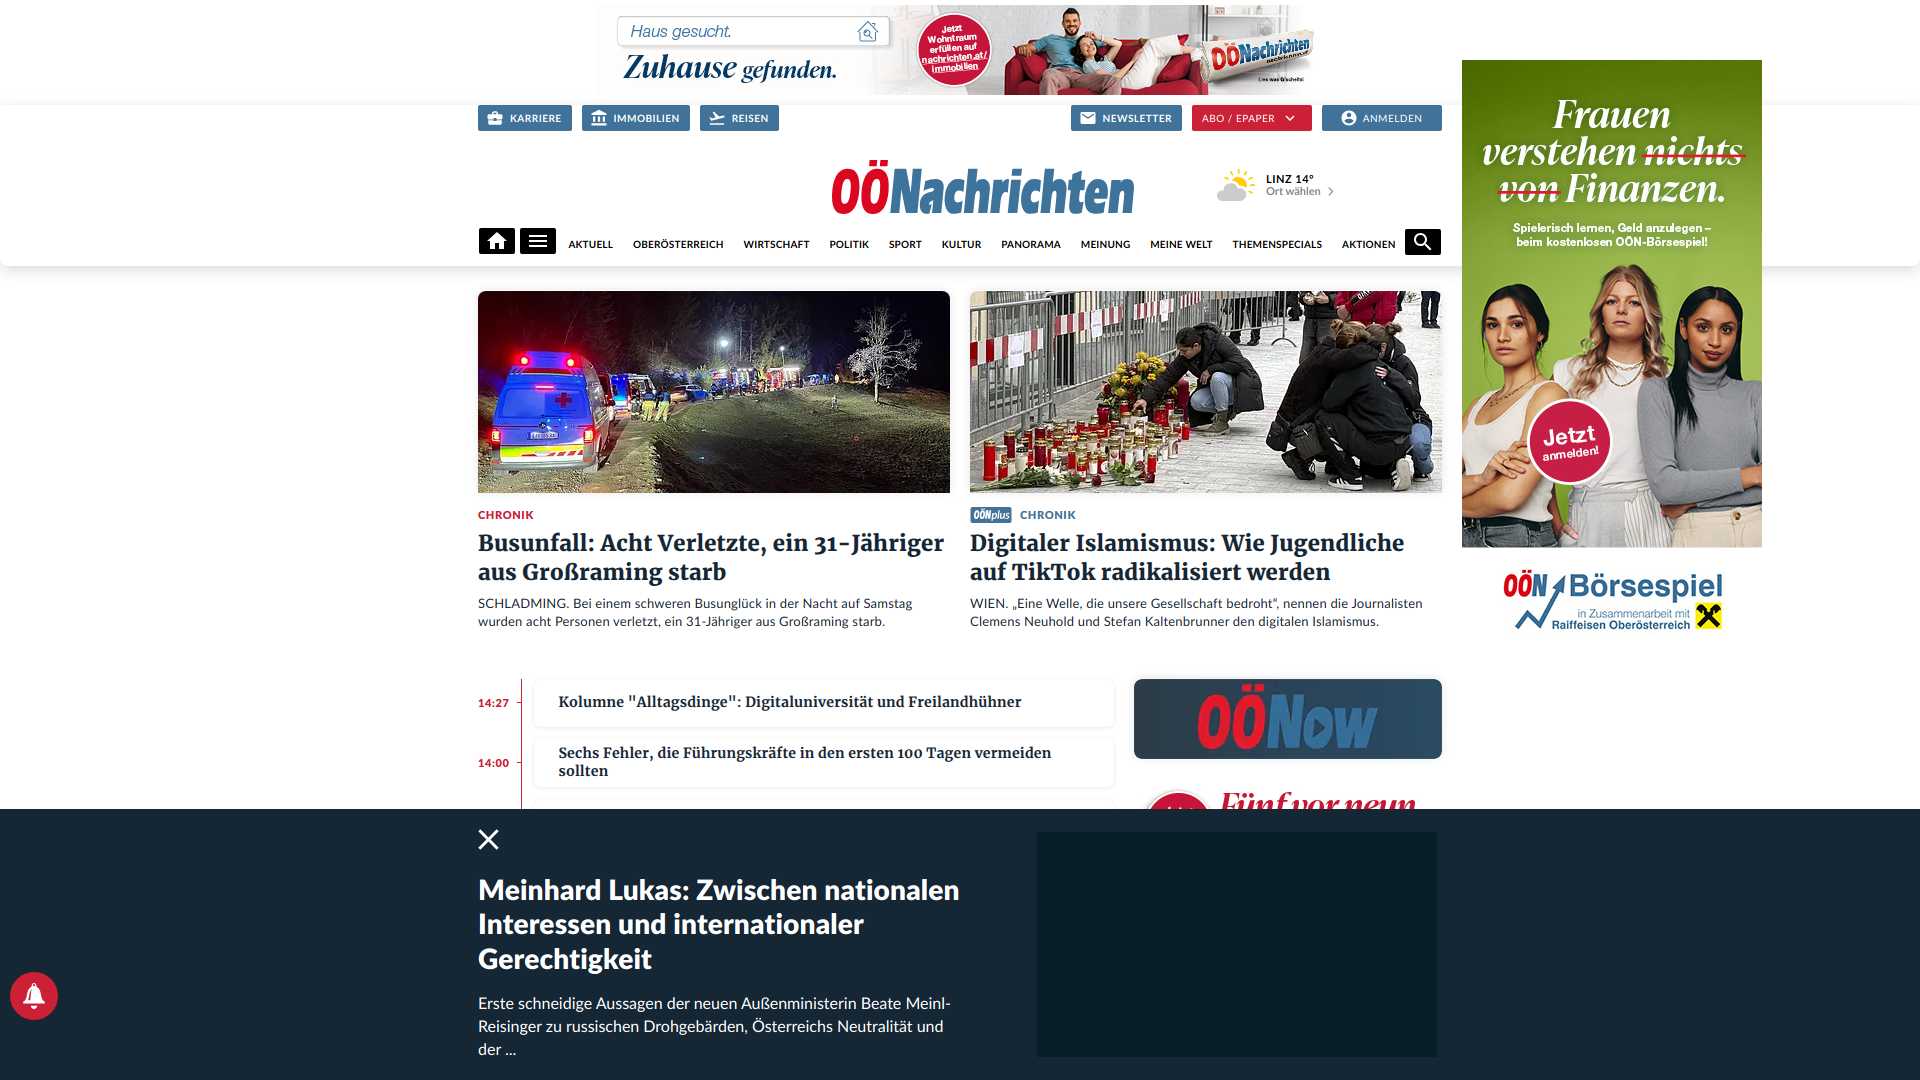 Haus gesucht.
Zuhause gefunden.
Jetzt
Wohntraum
erfüllen auf
nachrichten.at/
immobilien
OÖNachrichten
Lies was G'scheits!
KARRIERE
IMMOBILIEN
REISEN
NEWSLETTER
ABO / EPAPER
ANMELDEN
OÖNachrichten
LINZ 14°
Ort wählen
AKTUELL
OBERÖSTERREICH
WIRTSCHAFT
POLITIK
SPORT
KULTUR
PANORAMA
MEINUNG
MEINE WELT
THEMENSPECIALS
AKTIONEN
Frauen
verstehen nichts
von Finanzen.
Spielerisch lernen, Geld anzulegen –
beim kostenlosen OÖN-Börsespiel!
Jetzt
anmelden!
OÖN Börsespiel
in Zusammenarbeit mit
Raiffeisen Oberösterreich
CHRONIK
Busunfall: Acht Verletzte, ein 31-Jähriger
aus Großraming starb
SCHLADMING. Bei einem schweren Busunglück in der Nacht auf Samstag
wurden acht Personen verletzt, ein 31-Jähriger aus Großraming starb.
OÖNplus CHRONIK
Digitaler Islamismus: Wie Jugendliche
auf TikTok radikalisiert werden
WIEN. „Eine Welle, die unsere Gesellschaft bedroht“, nennen die Journalisten
Clemens Neuhold und Stefan Kaltenbrunner den digitalen Islamismus.
14:27
Kolumne "Alltagsdinge": Digitaluniversität und Freilandhühner
14:00
Sechs Fehler, die Führungskräfte in den ersten 100 Tagen vermeiden
sollten
OÖNow
Fünf vor neun
Meinhard Lukas: Zwischen nationalen
Interessen und internationaler
Gerechtigkeit
Erste schneidige Aussagen der neuen Außenministerin Beate Meinl-
Reisinger zu russischen Drohgebärden, Österreichs Neutralität und
der ...